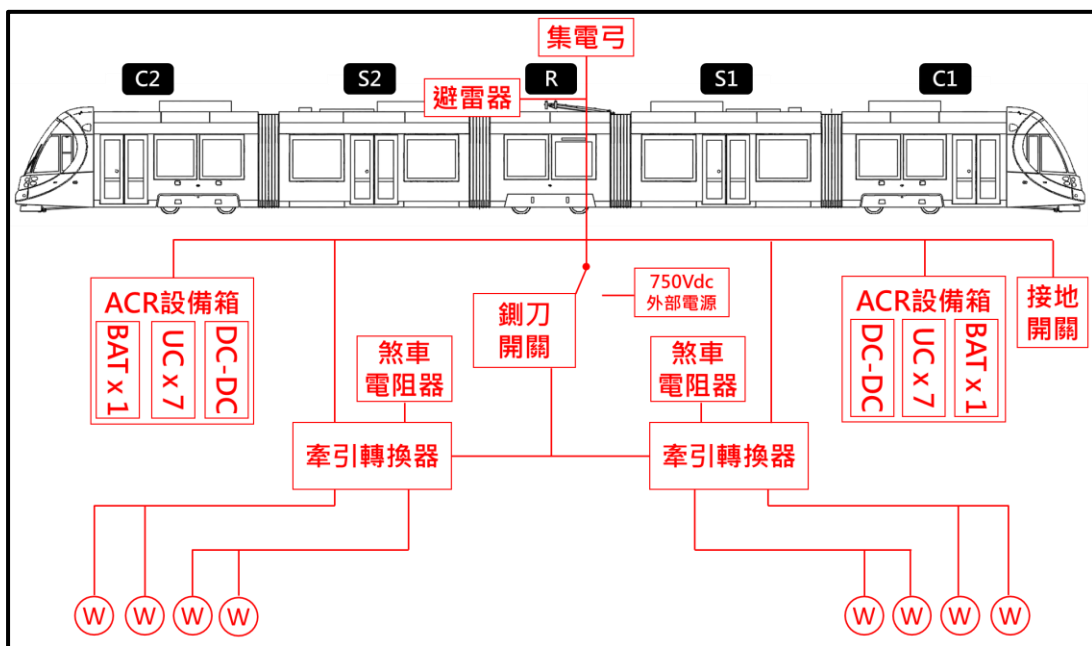 集電弓
C2
S2
R
S1
C1
避雷器
ACR設備箱
BAT x 1
UC x 7
DC-DC
鍘刀
開關
750Vdc
外部電源
ACR設備箱
DC-DC
UC x 7
BAT x 1
接地
開關
煞車
電阻器
煞車
電阻器
牽引轉換器
牽引轉換器
W
W
W
W
W
W
W
W